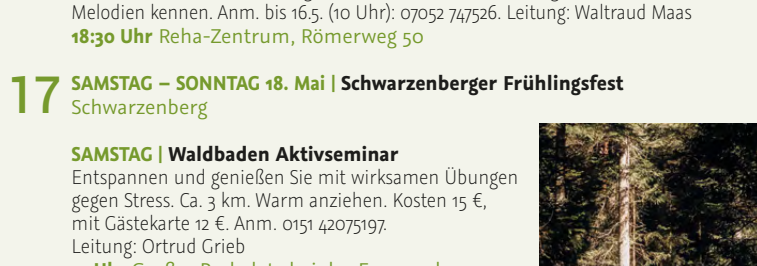 Melodien kennen. Anm. bis 16.5. (10 Uhr): 07052 747526. Leitung: Waltraud Maas
18:30 Uhr Reha-Zentrum, Römerweg 50
17 SAMSTAG – SONNTAG 18. Mai | Schwarzenberger Frühlingsfest
Schwarzenberg
SAMSTAG | Waldbaden Aktivseminar
Entspannen und genießen Sie mit wirksamen Übungen
gegen Stress. Ca. 3 km. Warm anziehen. Kosten 15 €,
mit Gästekarte 12 €. Anm. 0151 42075197.
Leitung: Ortrud Grieb
Uhr